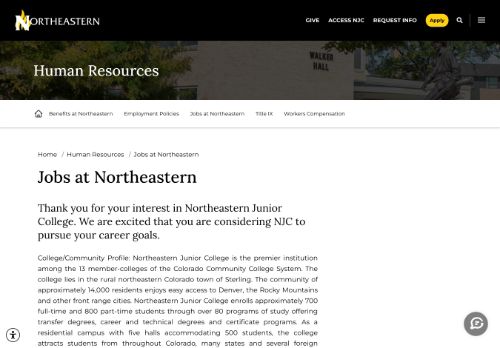 NORTHEASTERN
GIVE ACCESS NJC REQUEST INFO Apply
WALKER
HALL
Human Resources
Benefits at Northeastern Employment Policies Jobs at Northeastern Title IX Workers Compensation
Home / Human Resources / Jobs at Northeastern
Jobs at Northeastern
Thank you for your interest in Northeastern Junior
College. We are excited that you are considering NJC to
pursue your career goals.
College/Community Profile: Northeastern Junior College is the premier institution
among the 13 member-colleges of the Colorado Community College System. The
college lies in the rural northeastern Colorado town of Sterling. The community of
approximately 14,000 residents enjoys easy access to Denver, the Rocky Mountains
and other front range cities. Northeastern Junior College enrolls approximately 700
full-time and 800 part-time students through over 80 programs of study offering
transfer degrees, career and technical degrees and certificate programs. As a
residential campus with five halls accommodating 500 students, the college
attracts students from throughout Colorado, many states and several foreign